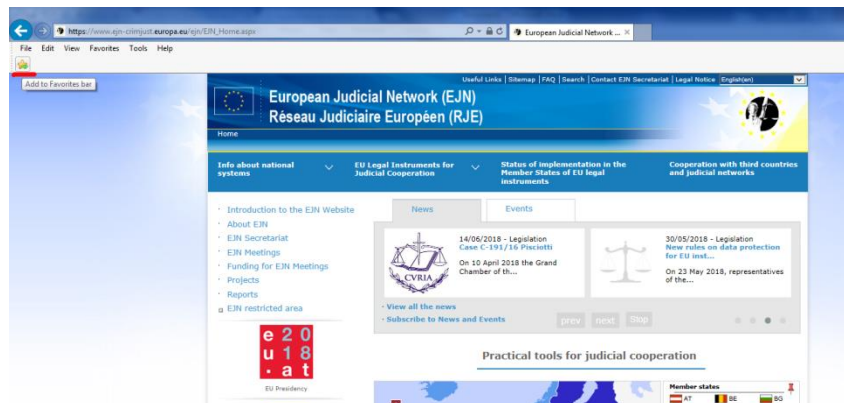 https://www.ejn-crimjust.europa.eu/ejn/EJN_Home.aspx
European Judicial Network ...
File Edit View Favorites Tools Help
Add to Favorites bar
Useful Links | Sitemap | FAQ | Search | Contact EJN Secretariat | Legal Notice English(en)
European Judicial Network (EJN)
Réseau Judiciaire Européen (RJE)
Home
Info about national systems
EU Legal Instruments for Judicial Cooperation
Status of implementation in the Member States of EU legal instruments
Cooperation with third countries and judicial networks
Introduction to the EJN Website
About EJN
EJN Secretariat
EJN Meetings
Funding for EJN Meetings
Projects
Reports
EJN restricted area
e20
u18
.at
EU Presidency
News Events
14/06/2018 - Legislation
Case C-191/16 Pisciotti
On 10 April 2018 the Grand
Chamber of th...
CVRIA
30/05/2018 - Legislation
New rules on data protection
for EU inst...
On 23 May 2018, representatives
of the...
· View all the news
· Subscribe to News and Events
prev next Stop
Practical tools for judicial cooperation
Member states
AT BE BG